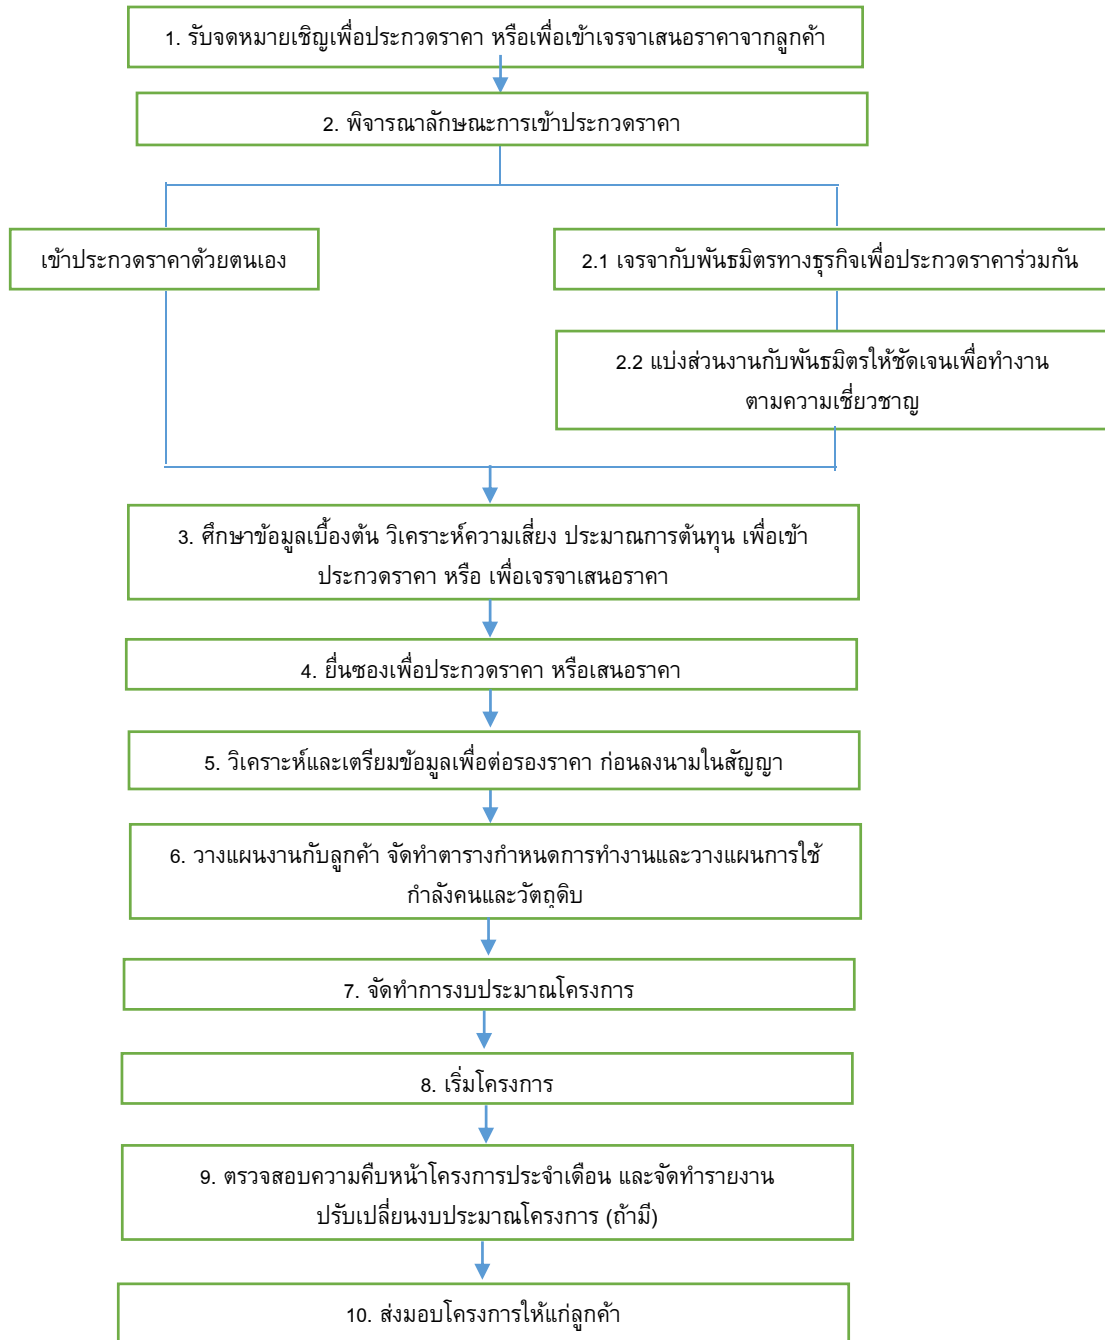 1. รับจดหมายเชิญเพื่อประกวดราคา หรือเพื่อเข้าเจรจาเสนอราคาจากลูกค้า
2. พิจารณาลักษณะการเข้าประกวดราคา
เข้าประกวดราคาด้วยตนเอง
2.1 เจรจากับพันธมิตรทางธุรกิจเพื่อประกวดราคาร่วมกัน
2.2 แบ่งส่วนงานกับพันธมิตรให้ชัดเจนเพื่อทำงาน
ตามความเชี่ยวชาญ
3. ศึกษาข้อมูลเบื้องต้น วิเคราะห์ความเสี่ยง ประมาณการต้นทุน เพื่อเข้า
ประกวดราคา หรือ เพื่อเจรจาเสนอราคา
4. ยื่นซองเพื่อประกวดราคา หรือเสนอราคา
5. วิเคราะห์และเตรียมข้อมูลเพื่อต่อรองราคา ก่อนลงนามในสัญญา
6. วางแผนงานกับลูกค้า จัดทำตารางกำหนดการทำงานและวางแผนการใช้
กำลังคนและวัตถุดิบ
7. จัดทำการงบประมาณโครงการ
8. เริ่มโครงการ
9. ตรวจสอบความคืบหน้าโครงการประจำเดือน และจัดทำรายงาน
ปรับเปลี่ยนงบประมาณโครงการ (ถ้ามี)
10. ส่งมอบโครงการให้แก่ลูกค้า